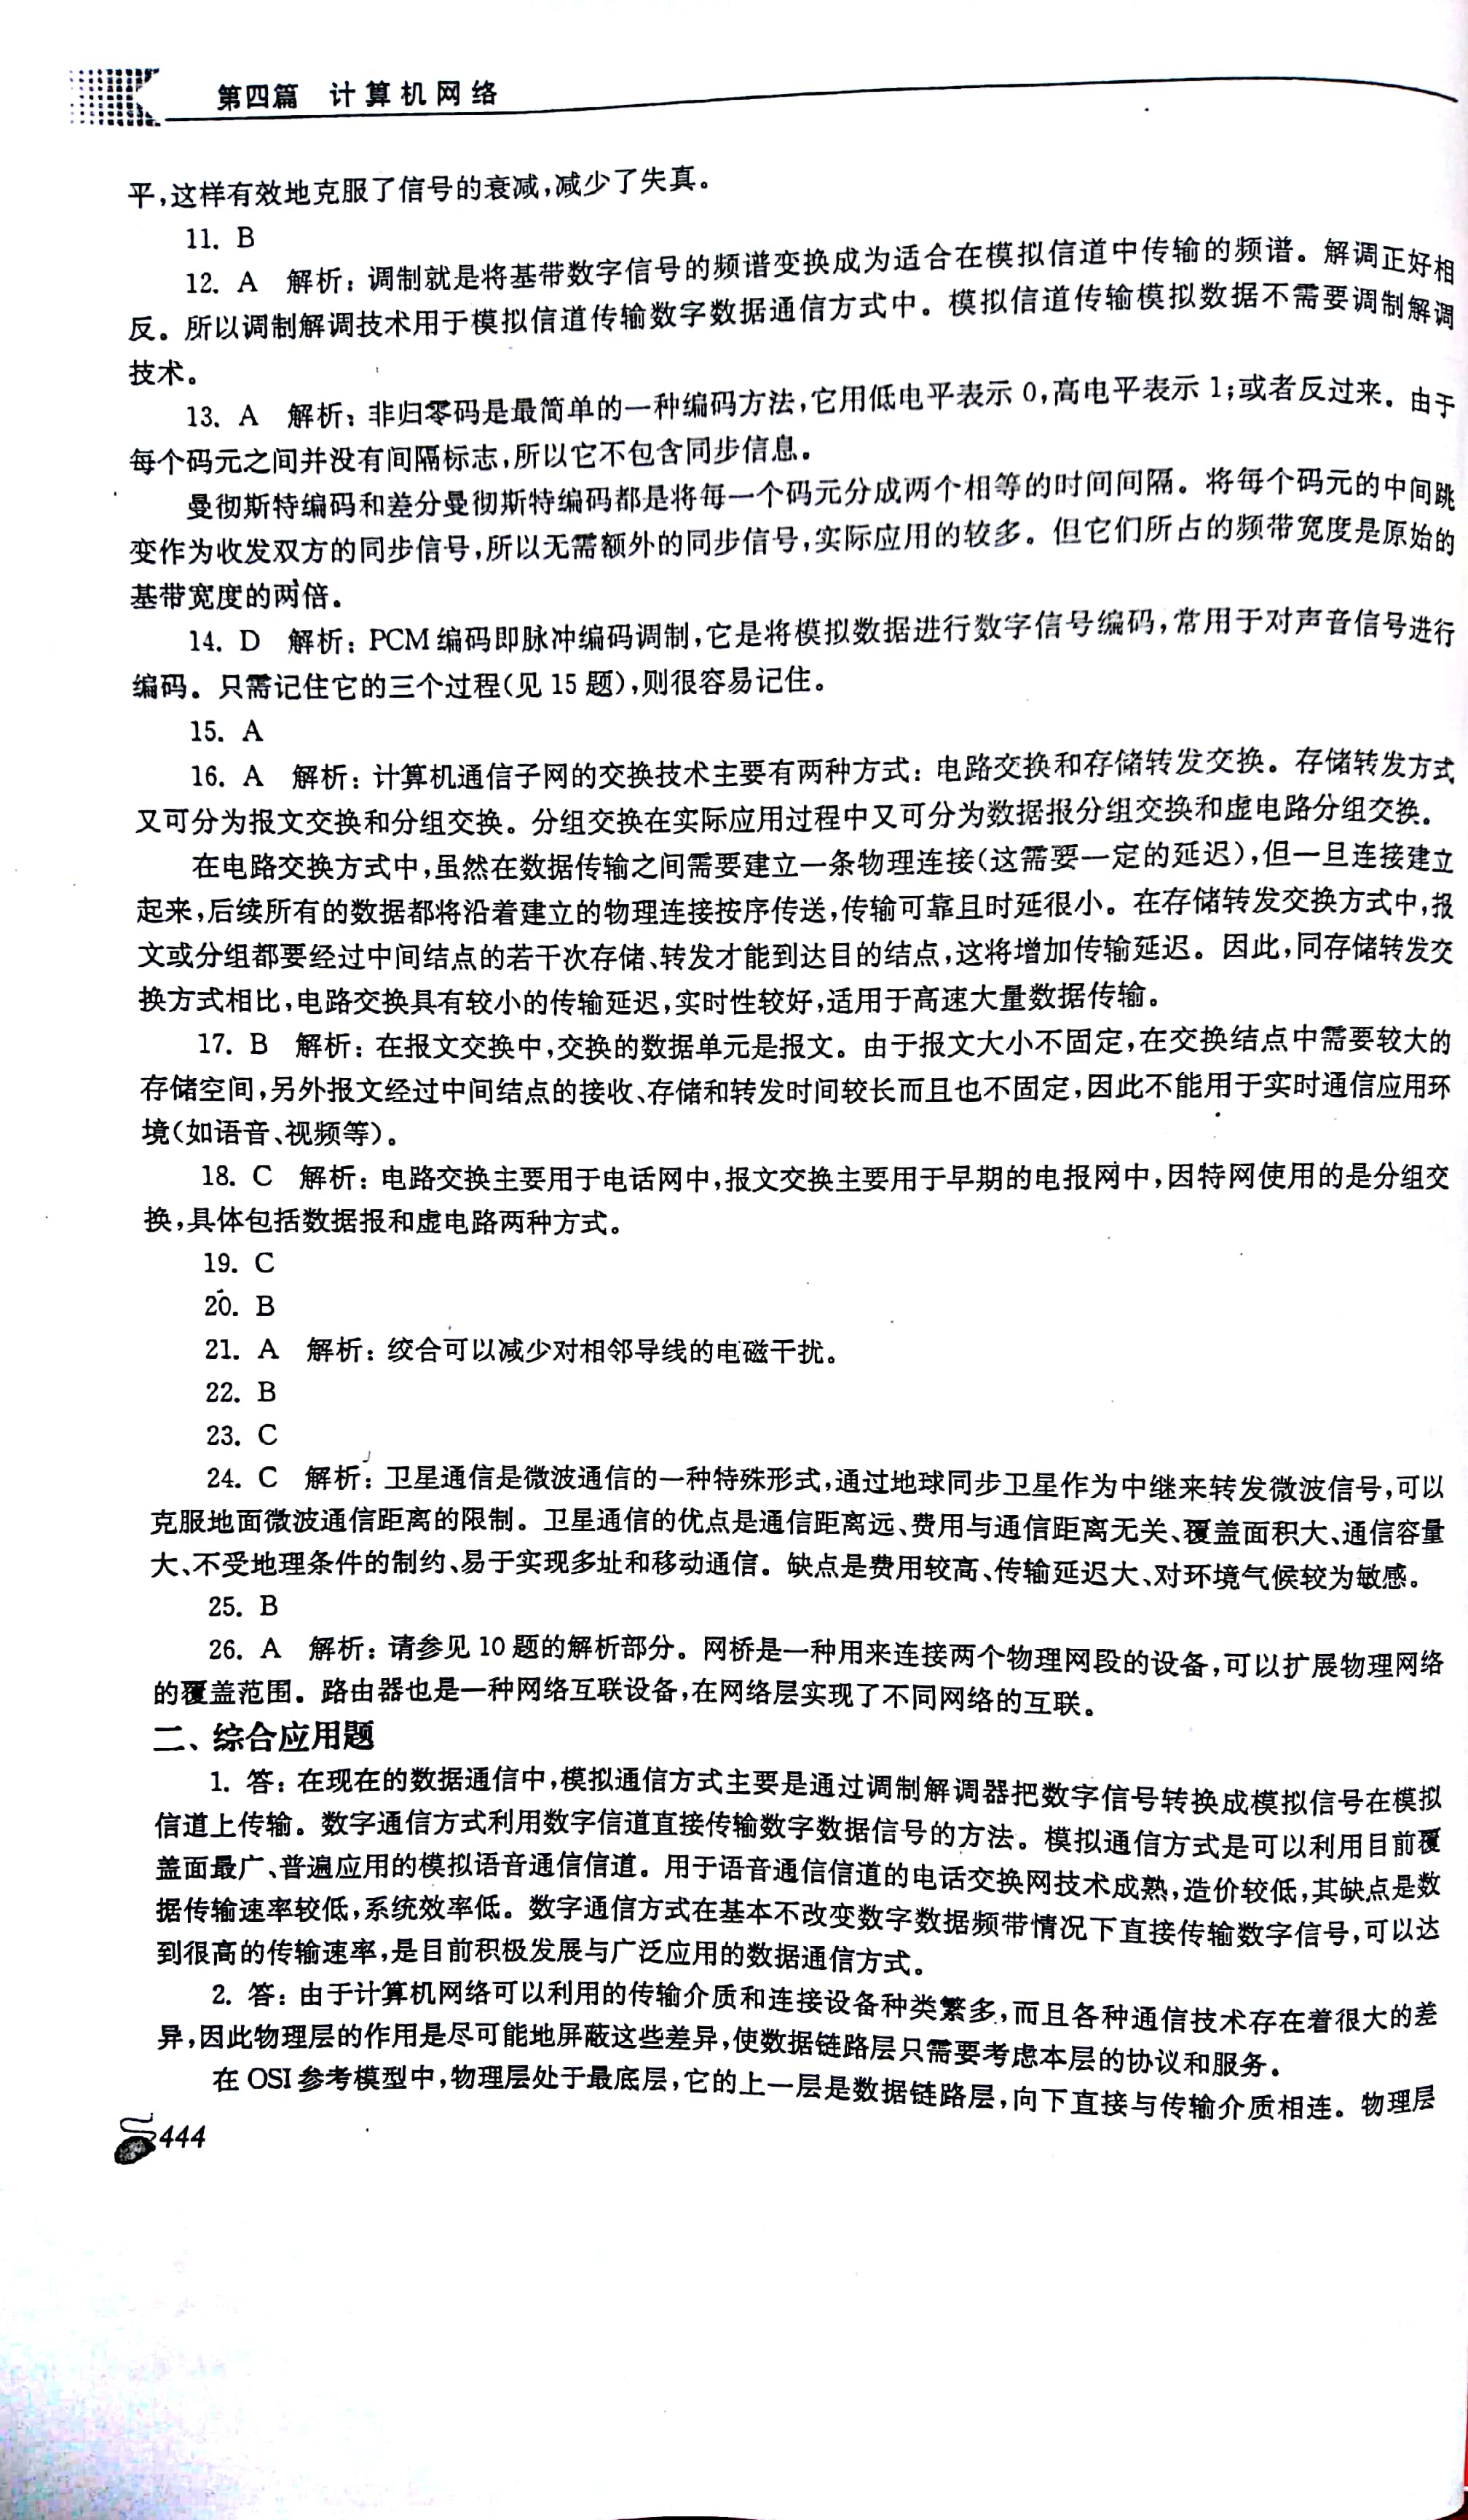 第四篇 计算机网络
平,这样有效地克服了信号的衰减,减少了失真。
11. B
12. A 解析：调制就是将基带数字信号的频谱变换成为适合在模拟信道中传输的频谱。解调正好相
反。所以调制解调技术用于模拟信道传输数字数据通信方式中。模拟信道传输模拟数据不需要调制解调
技术。
13. A 解析：非归零码是最简单的一种编码方法,它用低电平表示 0,高电平表示 1;或者反过来。由于
每个码元之间并没有间隔标志,所以它不包含同步信息。
曼彻斯特编码和差分曼彻斯特编码都是将每一个码元分成两个相等的时间间隔。将每个码元的中间跳
变作为收发双方的同步信号,所以无需额外的同步信号,实际应用的较多。但它们所占的频带宽度是原始的
基带宽度的两倍。
14. D 解析：PCM 编码即脉冲编码调制,它是将模拟数据进行数字信号编码,常用于对声音信号进行
编码。只需记住它的三个过程(见 15 题),则很容易记住。
15. A
16. A 解析：计算机通信子网的交换技术主要有两种方式：电路交换和存储转发交换。存储转发方式
又可分为报文交换和分组交换。分组交换在实际应用过程中又可分为数据报分组交换和虚电路分组交换。
在电路交换方式中,虽然在数据传输之间需要建立一条物理连接(这需要一定的延迟),但一旦连接建立
起来,后续所有的数据都将沿着建立的物理连接按序传送,传输可靠且时延很小。在存储转发交换方式中,报
文或分组都要经过中间结点的若干次存储、转发才能到达目的结点,这将增加传输延迟。因此,同存储转发交
换方式相比,电路交换具有较小的传输延迟,实时性较好,适用于高速大量数据传输。
17. B 解析：在报文交换中,交换的数据单元是报文。由于报文大小不固定,在交换结点中需要较大的
存储空间,另外报文经过中间结点的接收、存储和转发时间较长而且也不固定,因此不能用于实时通信应用环
境(如语音、视频等)。
18. C 解析：电路交换主要用于电话网中,报文交换主要用于早期的电报网中,因特网使用的是分组交
换,具体包括数据报和虚电路两种方式。
19. C
20. B
21. A 解析：绞合可以减少对相邻导线的电磁干扰。
22. B
23. C
24. C 解析：卫星通信是微波通信的一种特殊形式,通过地球同步卫星作为中继来转发微波信号,可以
克服地面微波通信距离的限制。卫星通信的优点是通信距离远、费用与通信距离无关、覆盖面积大、通信容量
大、不受地理条件的制约、易于实现多址和移动通信。缺点是费用较高、传输延迟大、对环境气候较为敏感。
25. B
26. A 解析：请参见 10 题的解析部分。网桥是一种用来连接两个物理网段的设备,可以扩展物理网络
的覆盖范围。路由器也是一种网络互联设备,在网络层实现了不同网络的互联。
二、综合应用题
1. 答：在现在的数据通信中,模拟通信方式主要是通过调制解调器把数字信号转换成模拟信号在模拟
信道上传输。数字通信方式利用数字信道直接传输数字数据信号的方法。模拟通信方式是可以利用目前覆
盖面最广、普遍应用的模拟语音通信信道。用于语音通信信道的电话交换网技术成熟,造价较低,其缺点是数
据传输速率较低,系统效率低。数字通信方式在基本不改变数字数据频带情况下直接传输数字信号,可以达
到很高的传输速率,是目前积极发展与广泛应用的数据通信方式。
2. 答：由于计算机网络可以利用的传输介质和连接设备种类繁多,而且各种通信技术存在着很大的差
异,因此物理层的作用是尽可能地屏蔽这些差异,使数据链路层只需要考虑本层的协议和服务。
在 OSI 参考模型中,物理层处于最底层,它的上一层是数据链路层,向下直接与传输介质相连。物理层
444